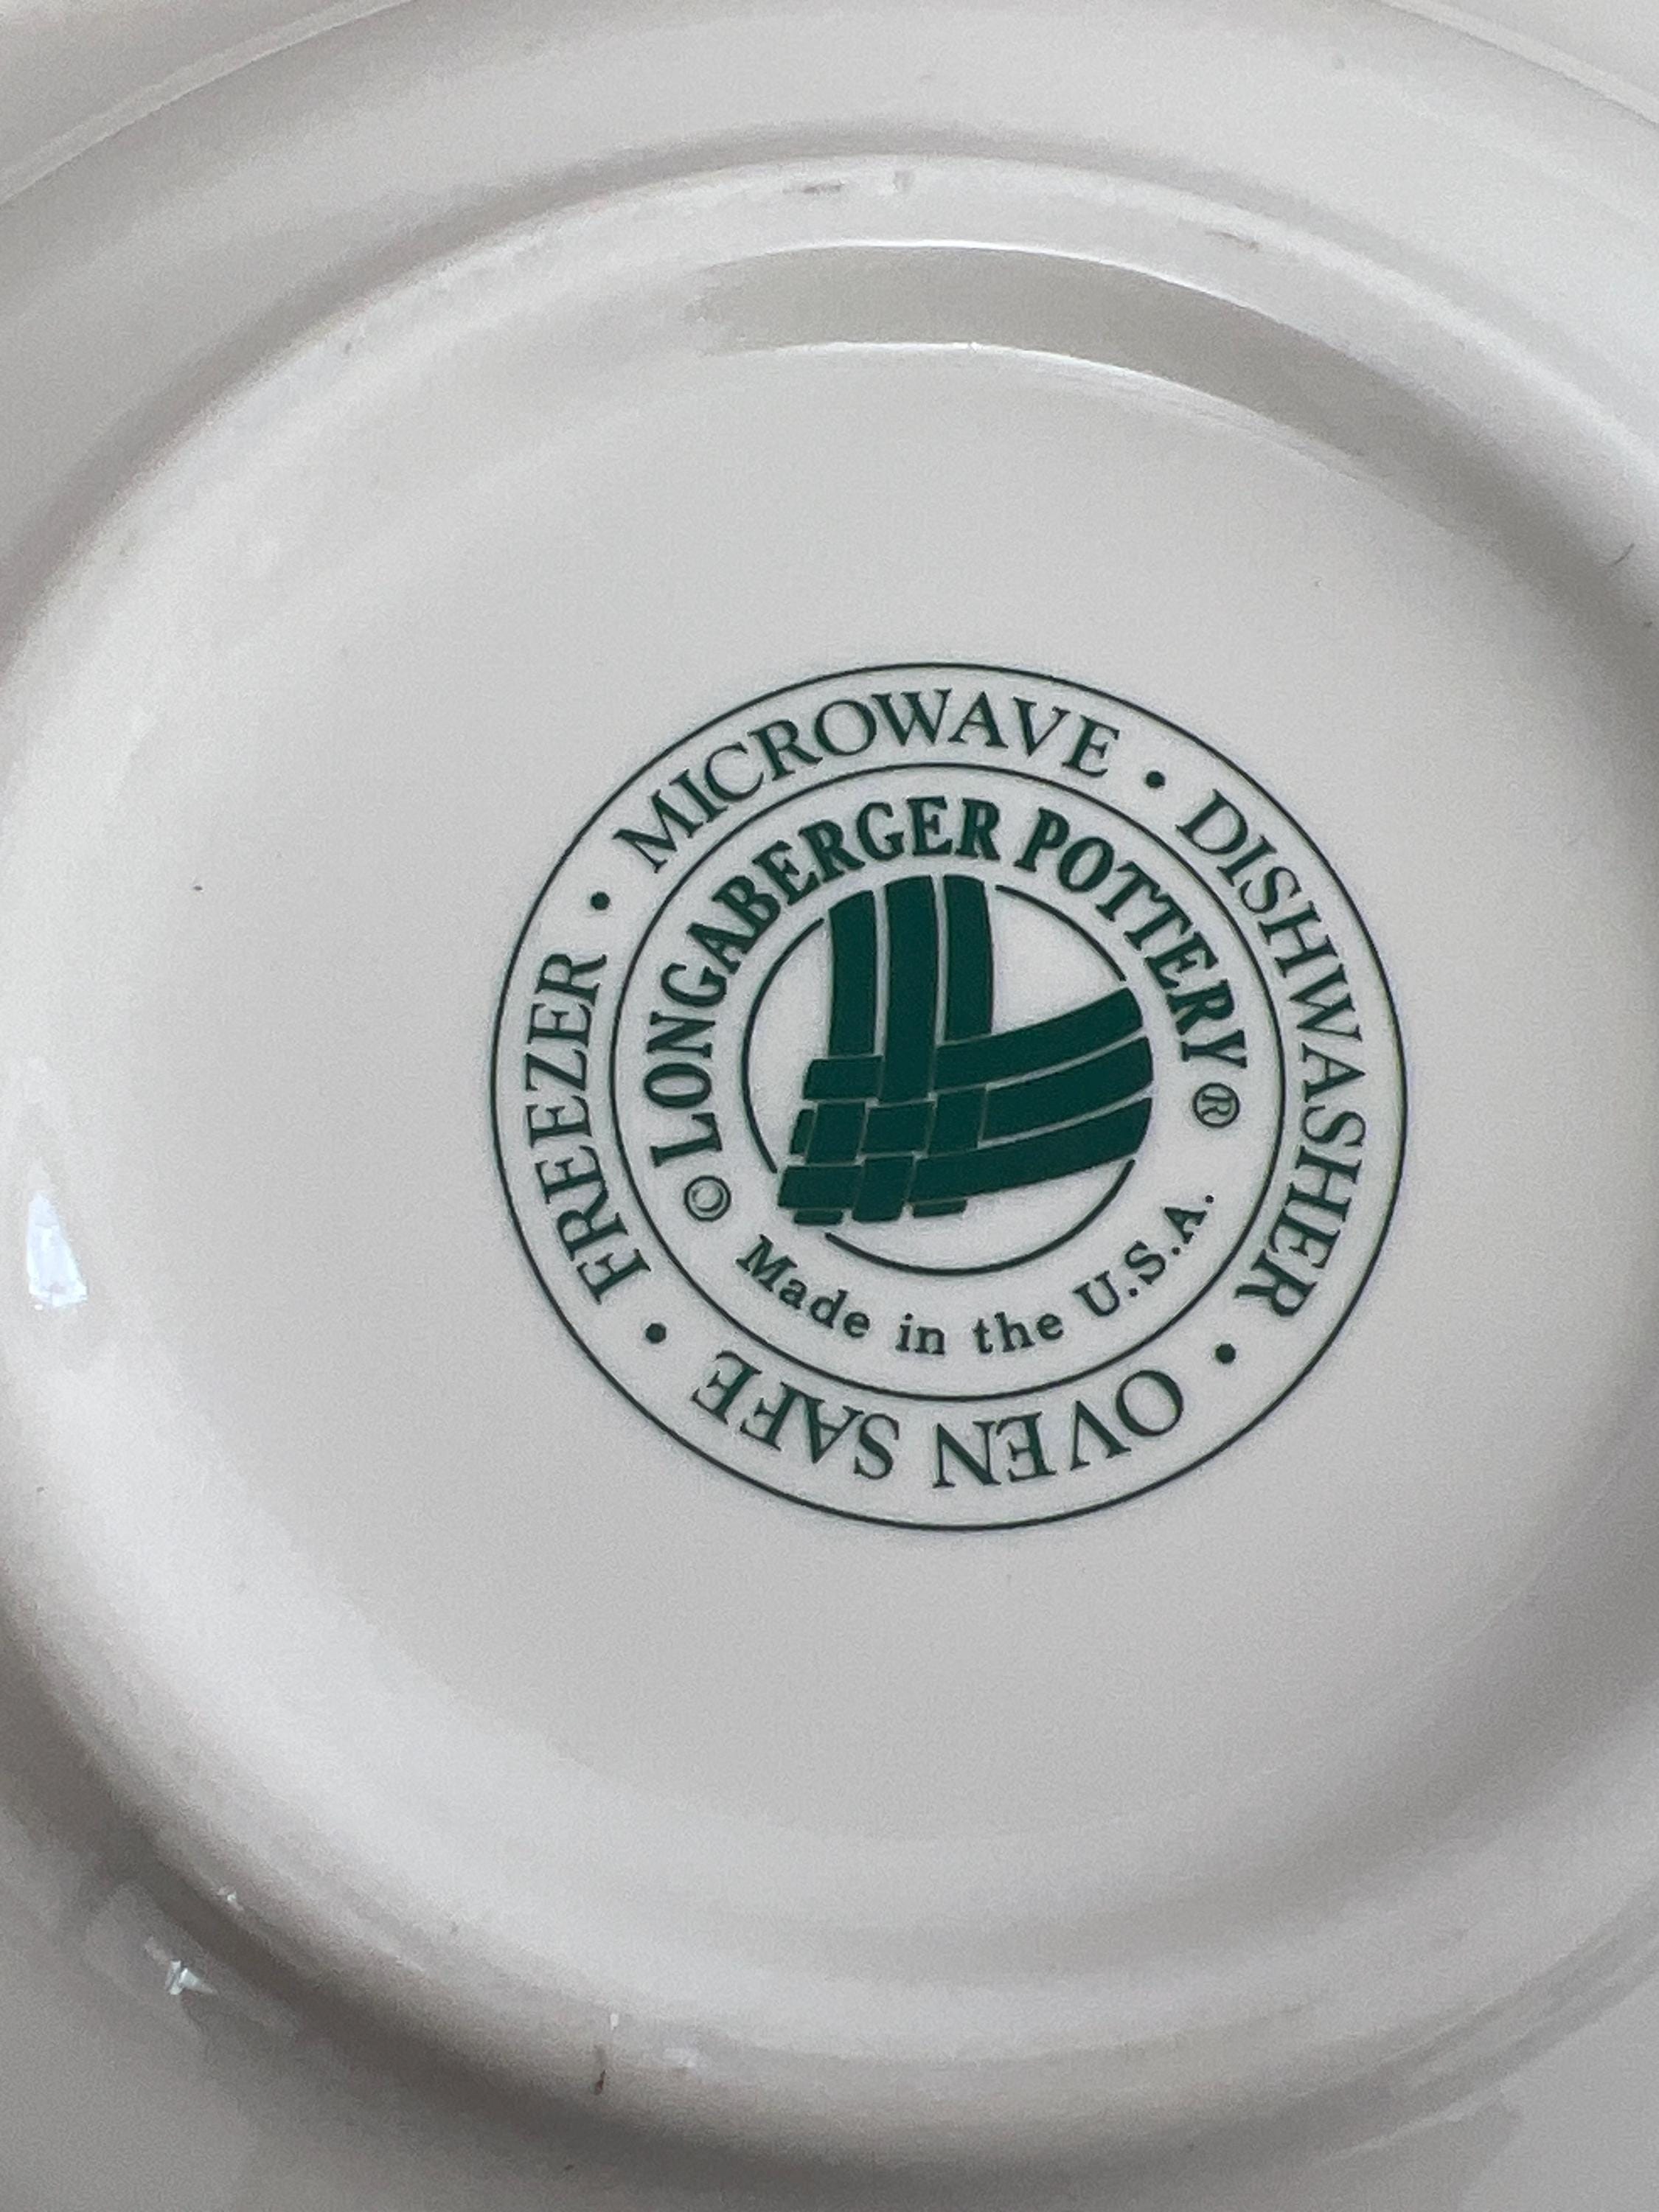 MICROWAVE • DISHWASHER • OVEN SAFE • FREEZER •
© LONGABERGER POTTERY ®
Made in the U.S.A.